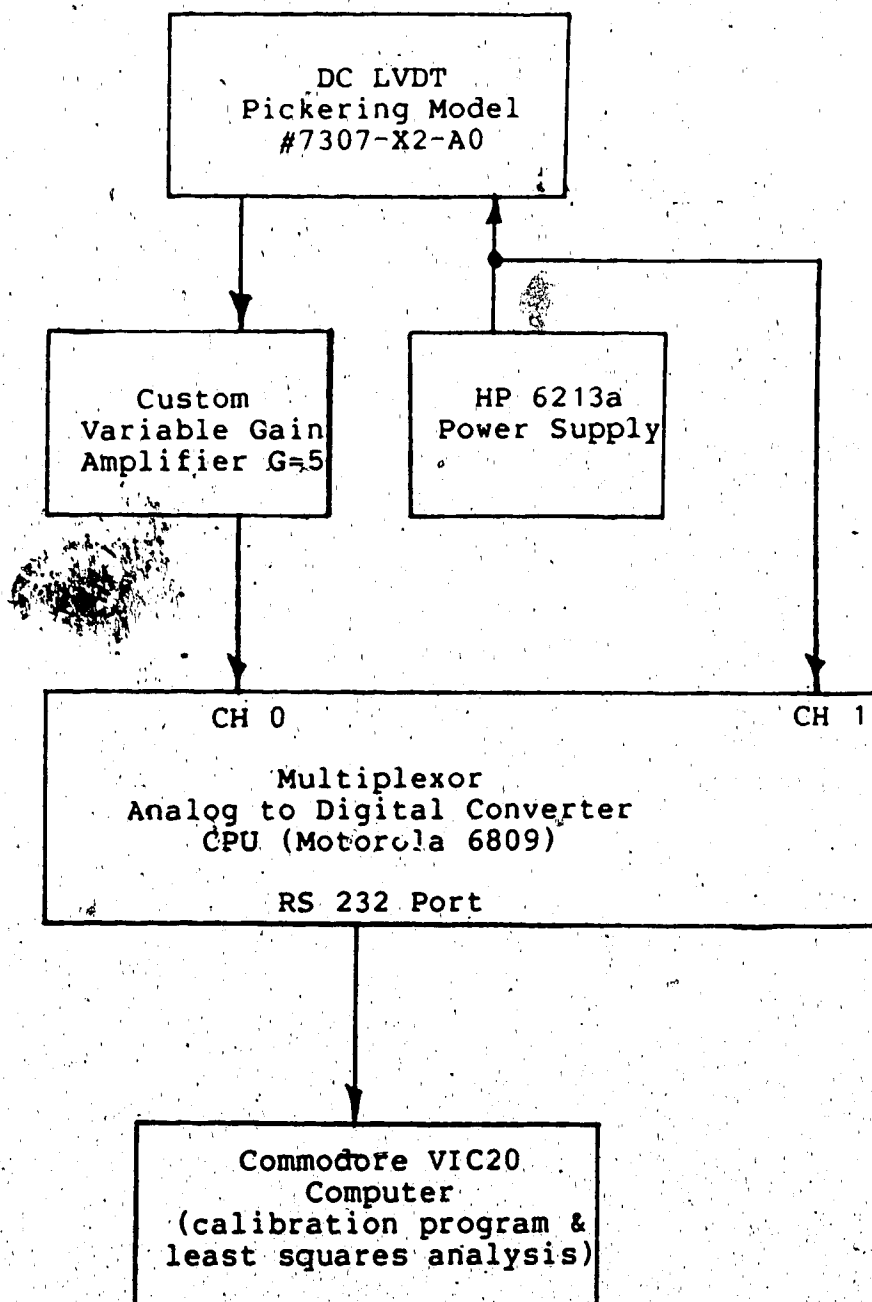 DC LVDT
Pickering Model
#7307-X2-A0
Custom
Variable Gain
Amplifier G=5
HP 6213a
Power Supply
CH 0
CH 1
Multiplexor
Analog to Digital Converter
CPU (Motorola 6809)
RS 232 Port
Commodore VIC20
Computer
(calibration program &
least squares analysis)